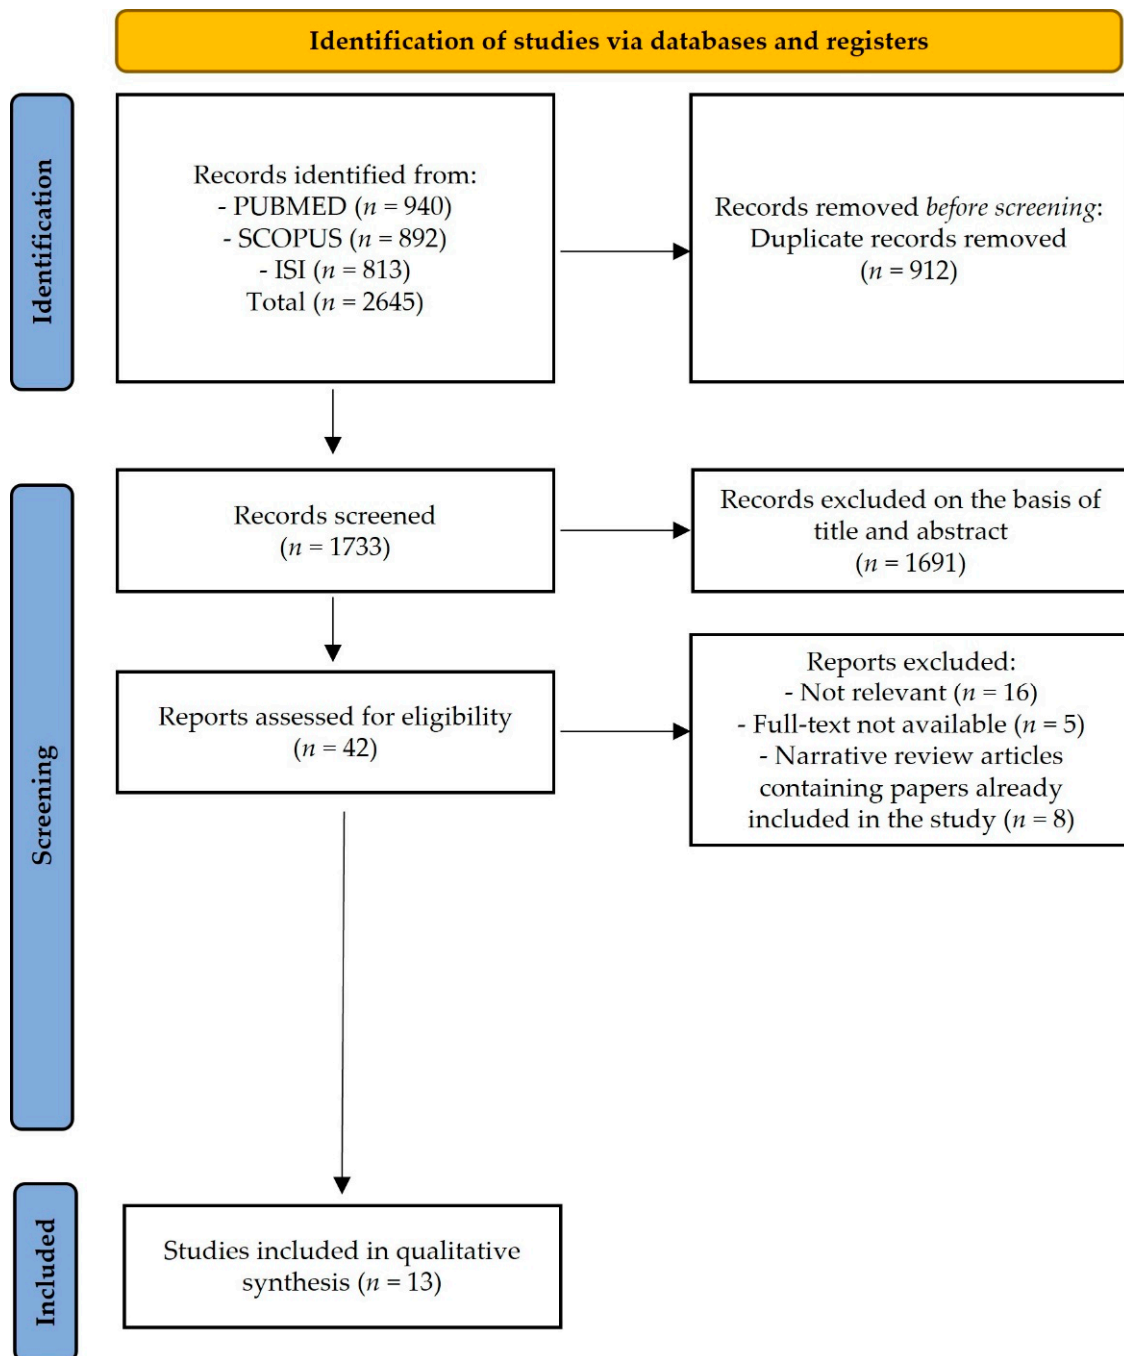 Identification of studies via databases and registers
Identification
Records identified from:
- PUBMED (n = 940)
- SCOPUS (n = 892)
- ISI (n = 813)
Total (n = 2645)
Records removed before screening:
Duplicate records removed
(n = 912)
Screening
Records screened
(n = 1733)
Records excluded on the basis of
title and abstract
(n = 1691)
Reports assessed for eligibility
(n = 42)
Reports excluded:
- Not relevant (n = 16)
- Full-text not available (n = 5)
- Narrative review articles
containing papers already
included in the study (n = 8)
Included
Studies included in qualitative
synthesis (n = 13)